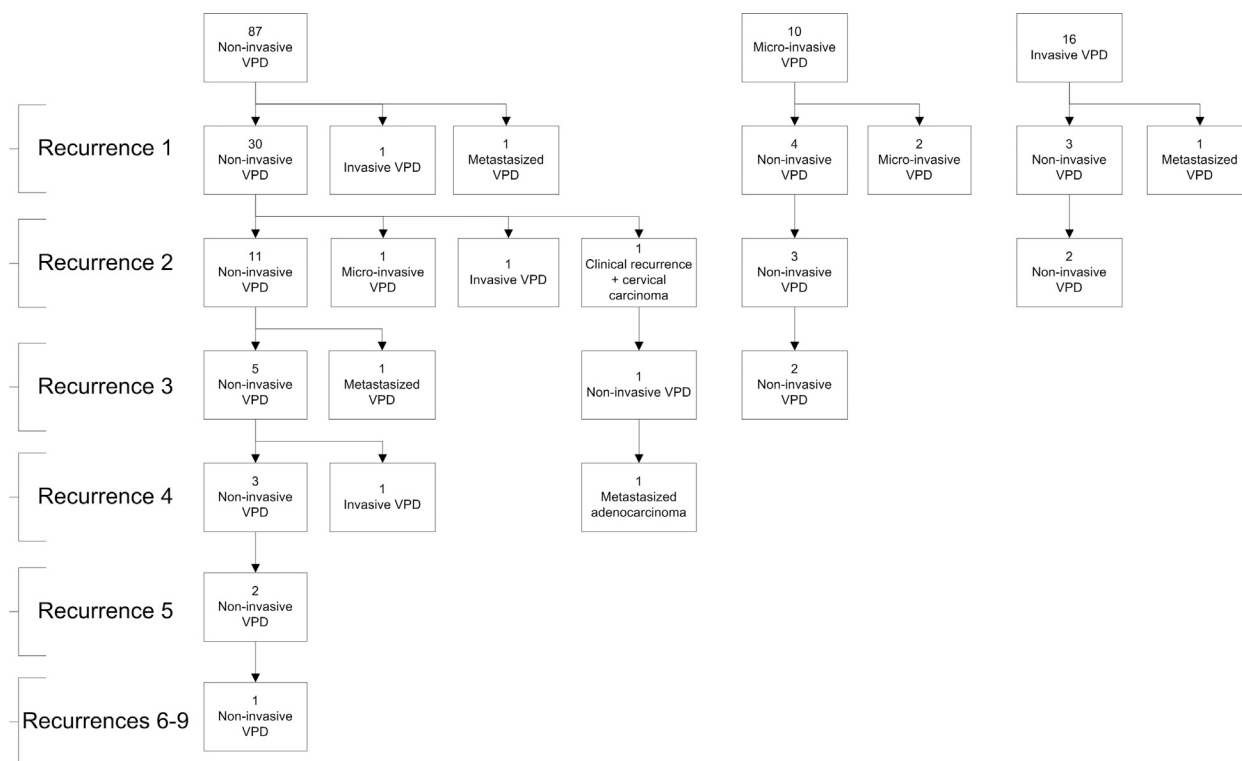 87
Non-invasive
VPD
10
Micro-invasive
VPD
16
Invasive VPD
Recurrence 1
30
Non-invasive
VPD
1
Invasive VPD
1
Metastasized
VPD
4
Non-invasive
VPD
2
Micro-invasive
VPD
3
Non-invasive
VPD
1
Metastasized
VPD
Recurrence 2
11
Non-invasive
VPD
1
Micro-invasive
VPD
1
Invasive VPD
1
Clinical recurrence
+ cervical
carcinoma
3
Non-invasive
VPD
2
Non-invasive
VPD
Recurrence 3
5
Non-invasive
VPD
1
Metastasized
VPD
1
Non-invasive VPD
2
Non-invasive
VPD
Recurrence 4
3
Non-invasive
VPD
1
Invasive VPD
1
Metastasized
adenocarcinoma
Recurrence 5
2
Non-invasive
VPD
Recurrences 6-9
1
Non-invasive
VPD